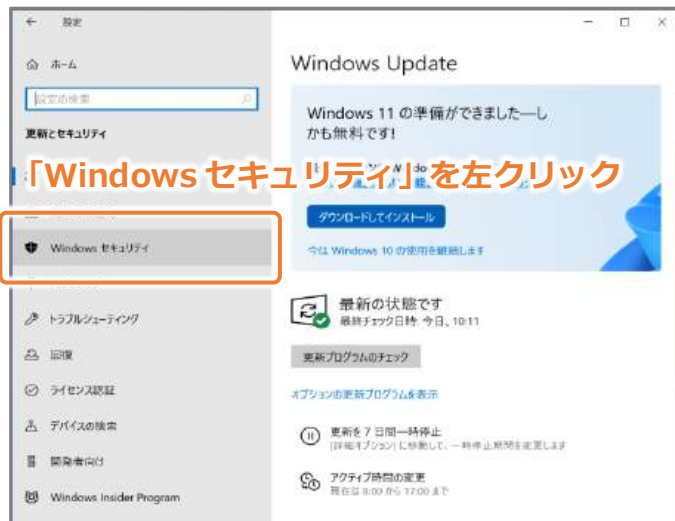 設定
ホーム
設定の検索
更新とセキュリティ
「Windows セキュリティ」を左クリック
Windows セキュリティ
トラブルシューティング
回復
ライセンス認証
デバイスの検索
開発者向け
Windows Insider Program
Windows Update
Windows 11 の準備ができました—し
かも無料です!
ダウンロードしてインストール
今は Windows 10 の使用を継続します
最新の状態です
最終チェック日時: 今日、10:11
更新プログラムのチェック
オプションの更新プログラムを表示
更新を 7 日間一時停止
[詳細オプション] に移動して、一時停止期間を変更します
アクティブ時間の変更
現在は 8:00 から 17:00 まで